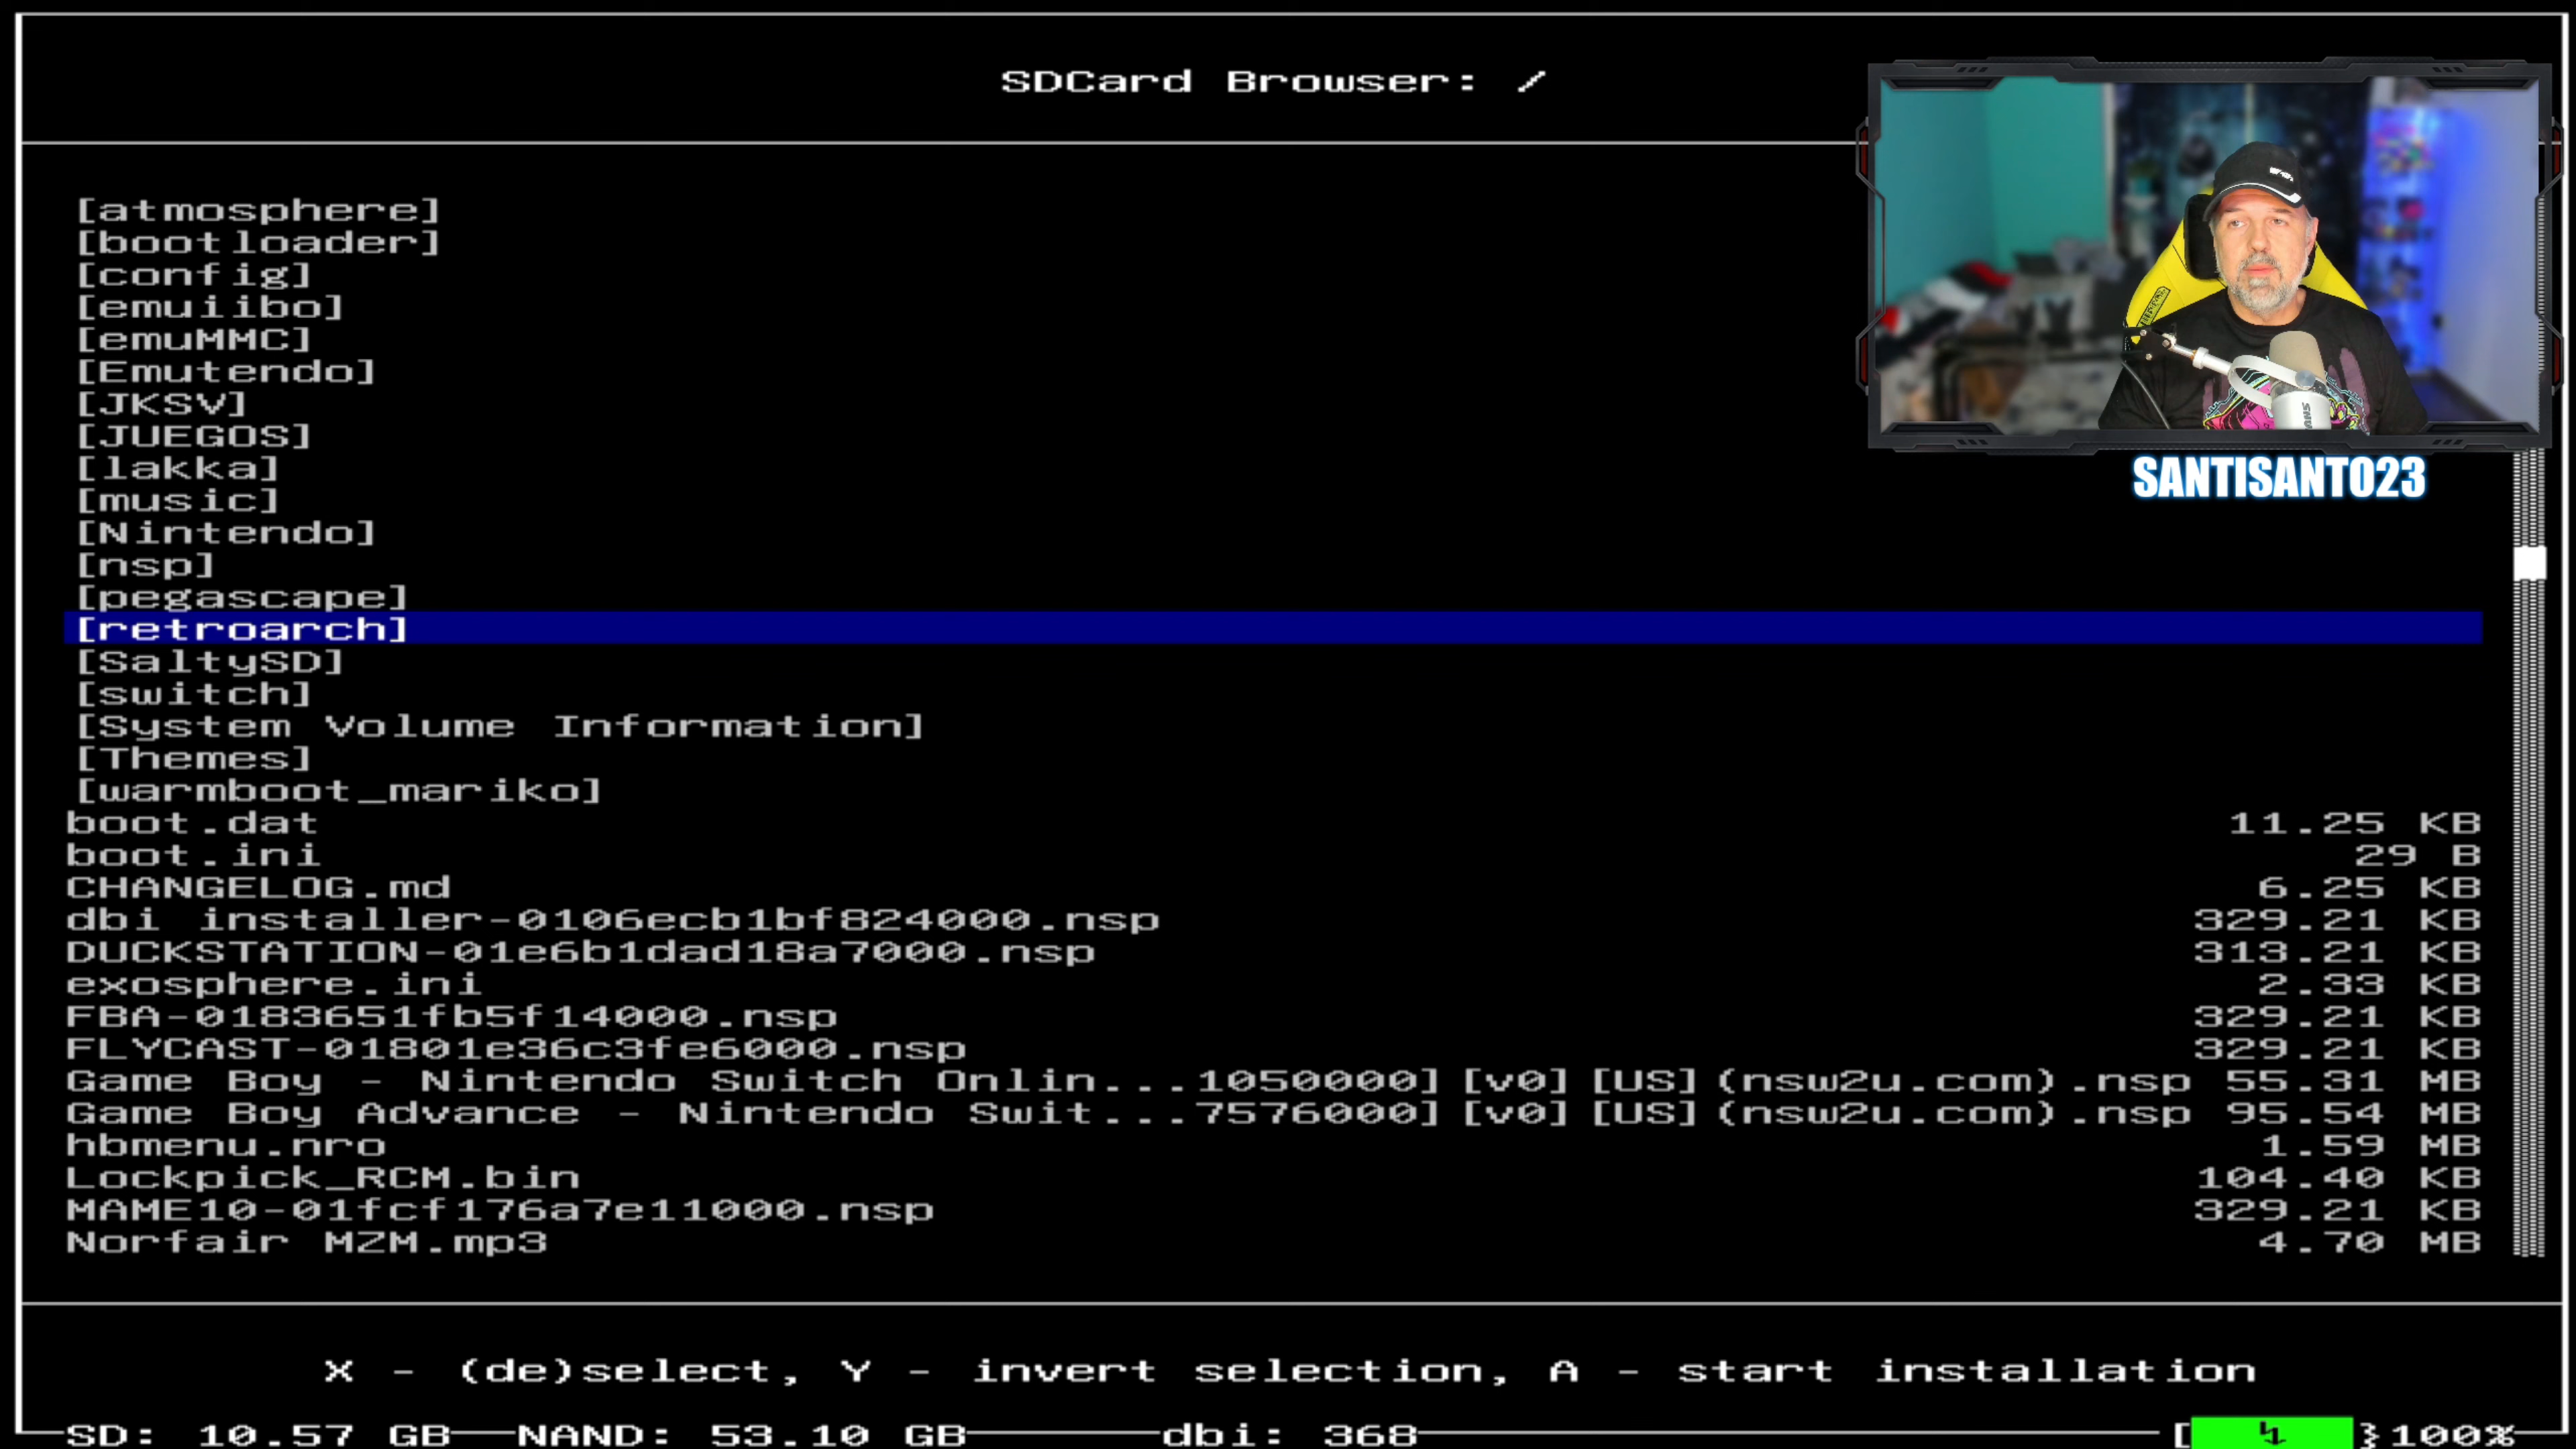 SDCard Browser: /
[atmosphere]
[bootloader]
[config]
[emuiibo]
[emuMMC]
[Emutendo]
[JKSV]
[JUEGOS]
[lakka]
[music]
[Nintendo]
[nsp]
[pegascape]
[retroarch]
[SaltySD]
[switch]
[System Volume Information]
[Themes]
[warmboot_mariko]
boot.dat 11.25 KB
boot.ini 29 B
CHANGELOG.md 6.25 KB
dbi installer-0106ecb1bf824000.nsp 329.21 KB
DUCKSTATION-01e6b1dad18a7000.nsp 313.21 KB
exosphere.ini 2.33 KB
FBA-0183651fb5f14000.nsp 329.21 KB
FLYCAST-01801e36c3fe6000.nsp 329.21 KB
Game Boy - Nintendo Switch Onlin...1050000][v0][US](nsw2u.com).nsp 55.31 MB
Game Boy Advance - Nintendo Swit...7576000][v0][US](nsw2u.com).nsp 95.54 MB
hbmenu.nro 1.59 MB
Lockpick_RCM.bin 104.40 KB
MAME10-01fcf176a7e11000.nsp 329.21 KB
Norfair MZM.mp3 4.70 MB
SANTISANTO23
X - (de)select, Y - invert selection, A - start installation
SD: 10.57 GB NAND: 53.10 GB dbi: 368 100%